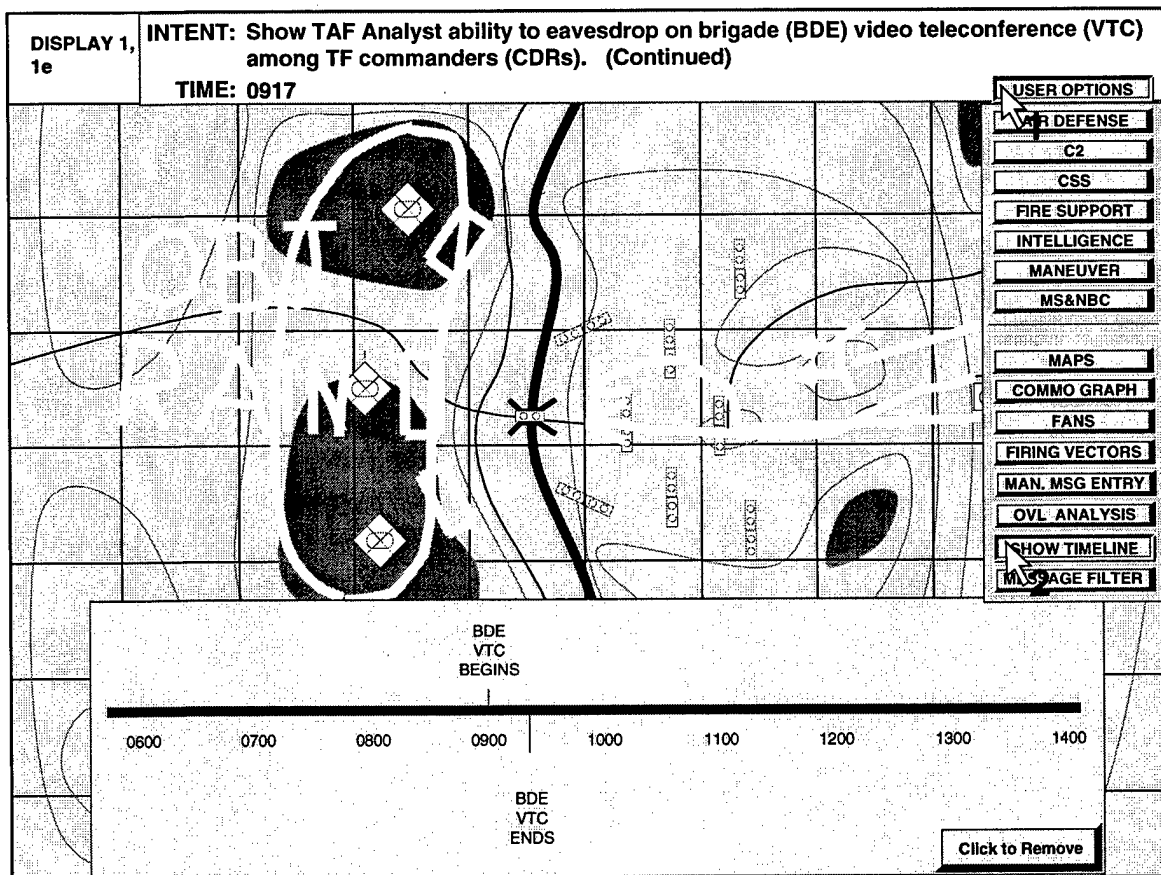 DISPLAY 1,
1e
INTENT: Show TAF Analyst ability to eavesdrop on brigade (BDE) video teleconference (VTC)
among TF commanders (CDRs). (Continued)
TIME: 0917
USER OPTIONS
1
AIR DEFENSE
C2
CSS
FIRE SUPPORT
INTELLIGENCE
MANEUVER
MS&NBC
MAPS
COMMO GRAPH
FANS
FIRING VECTORS
MAN. MSG ENTRY
OVL ANALYSIS
SHOW TIMELINE
2
MESSAGE FILTER
OBJ
BDE
VTC
BEGINS
0600 0700 0800 0900 1000 1100 1200 1300 1400
BDE
VTC
ENDS
Click to Remove